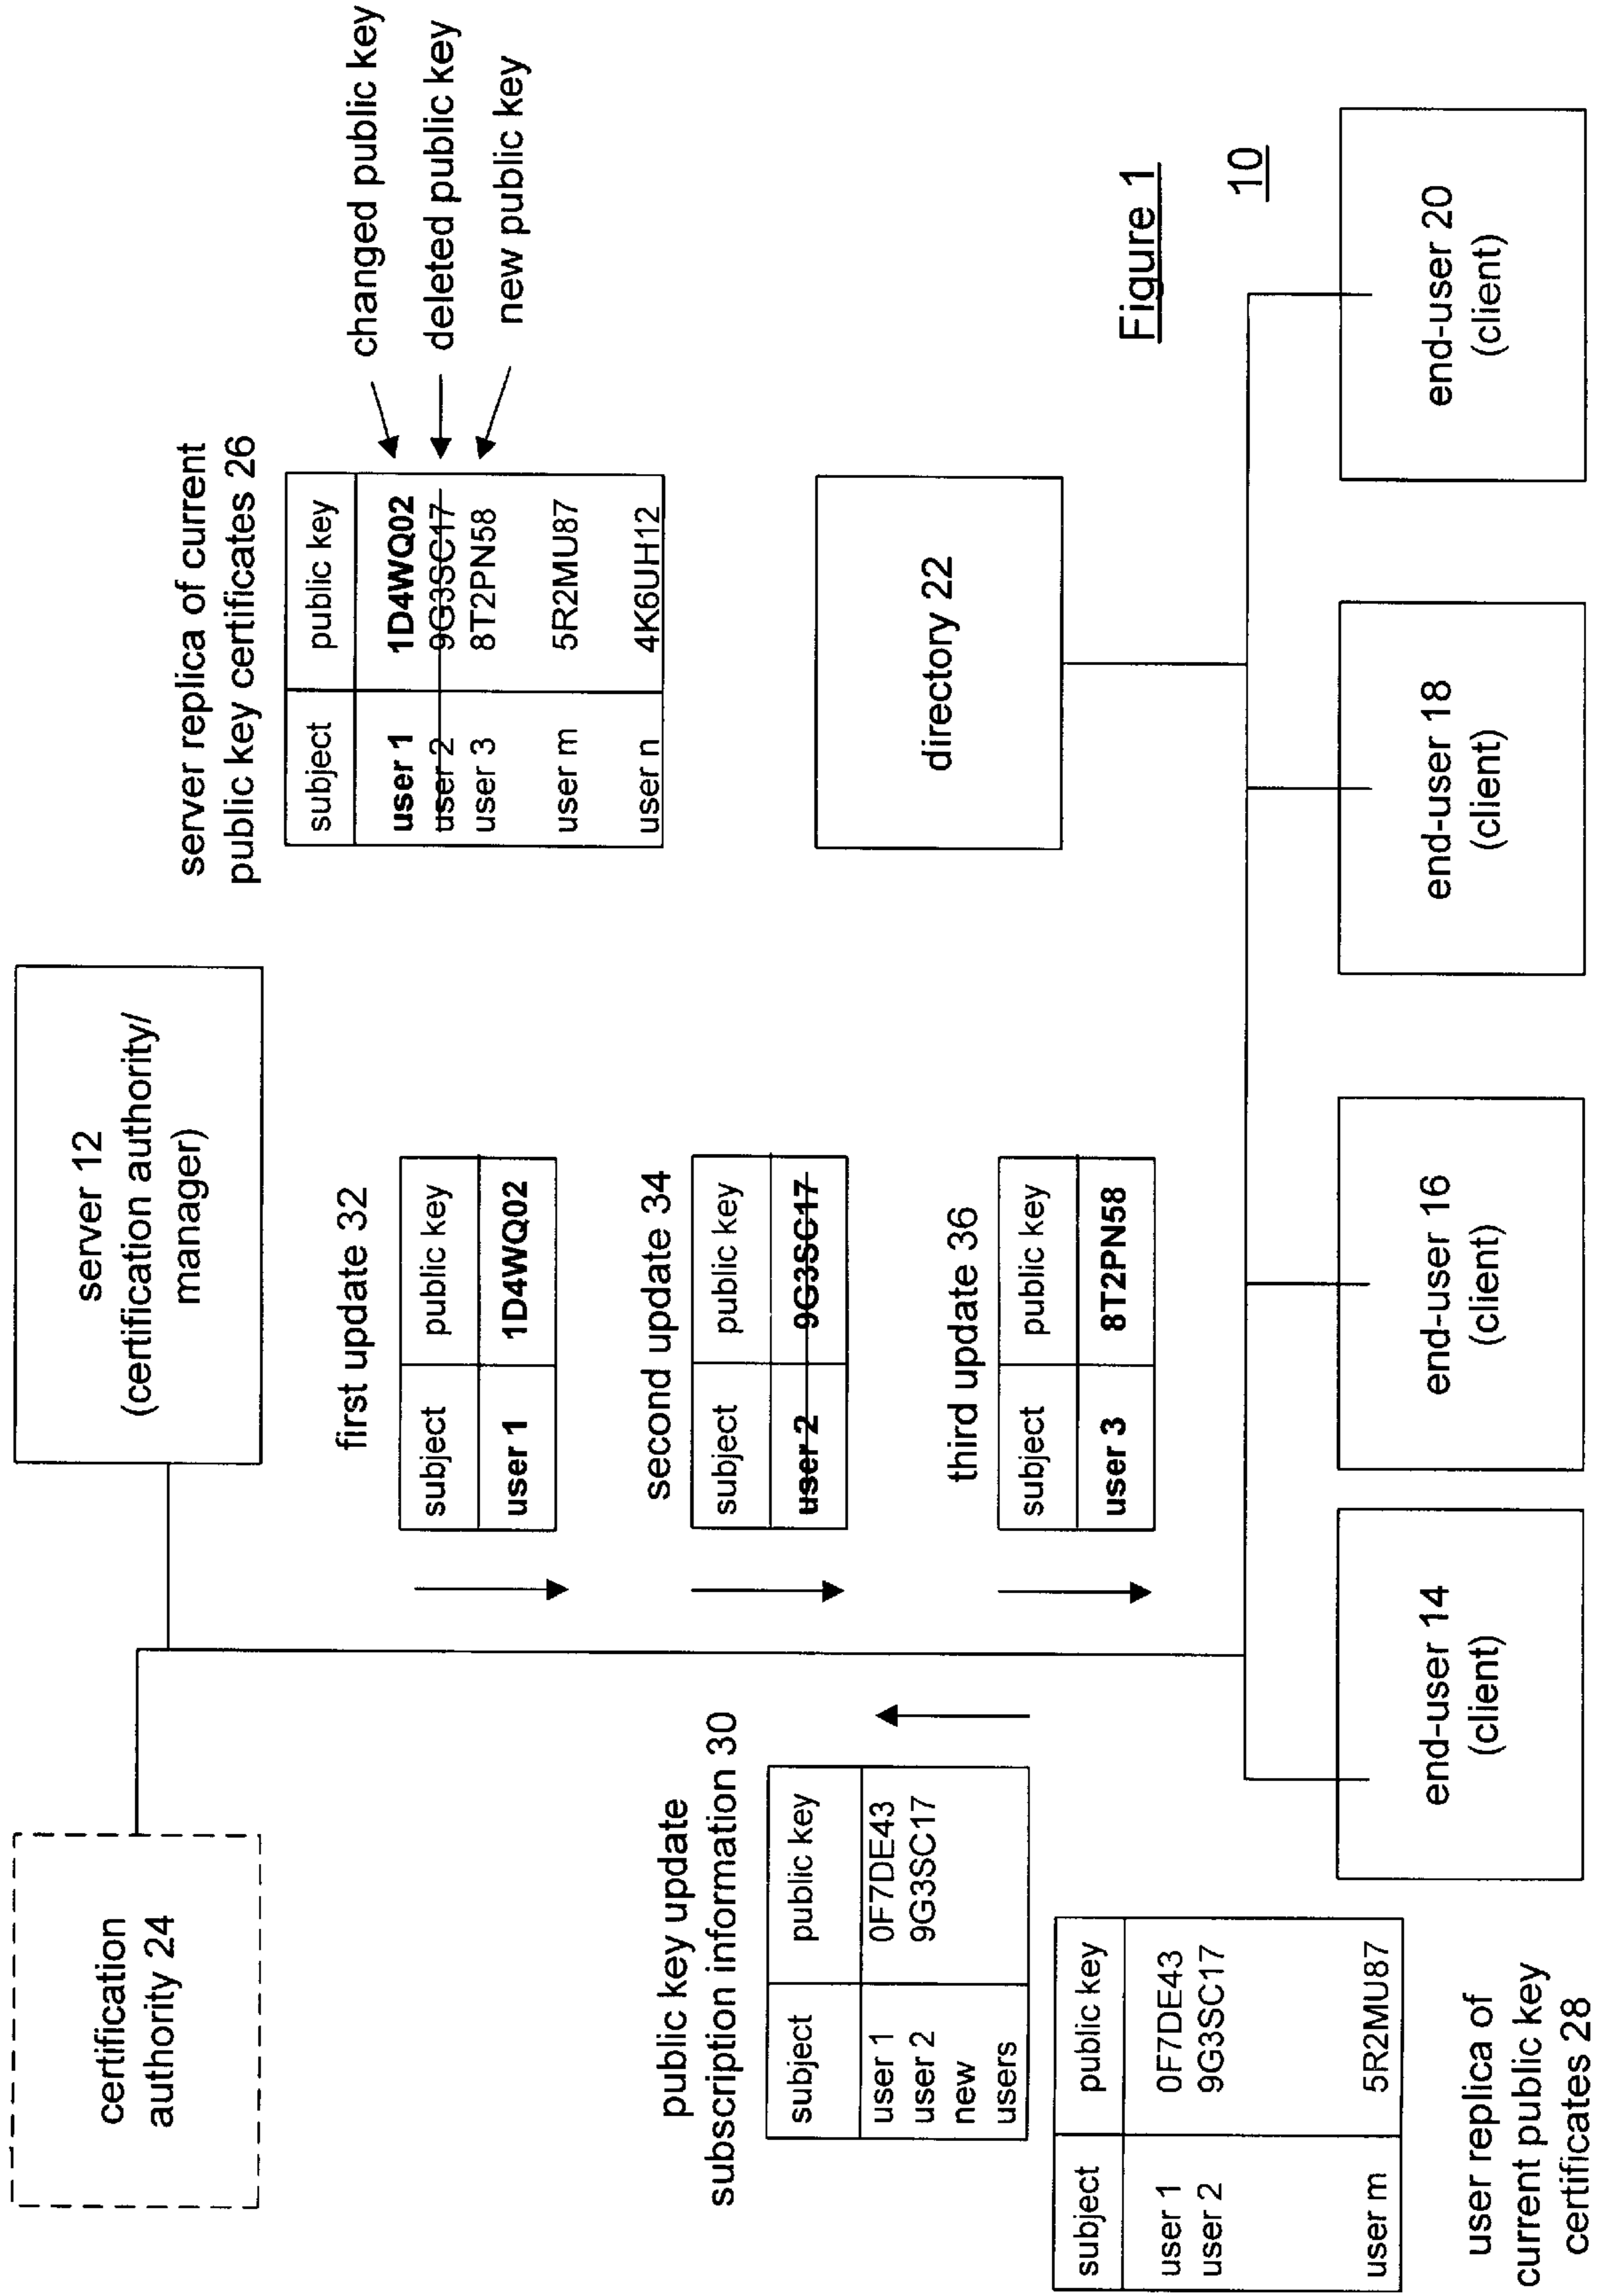 certification
authority 24
server 12
(certification authority/
manager)
server replica of current
public key certificates 26
subject public key
user 1 1D4WQ02
user 2 9G3SC17
user 3 8T2PN58
user m 5R2MU87
user n 4K6UH12
changed public key
deleted public key
new public key
first update 32
subject public key
user 1 1D4WQ02
second update 34
subject public key
user 2 9G3SC17
third update 36
subject public key
user 3 8T2PN58
public key update
subscription information 30
subject public key
user 1 0F7DE43
user 2 9G3SC17
new
users
subject public key
user 1 0F7DE43
user 2 9G3SC17
user m 5R2MU87
user replica of
current public key
certificates 28
directory 22
Figure 1
10
end-user 14
(client)
end-user 16
(client)
end-user 18
(client)
end-user 20
(client)